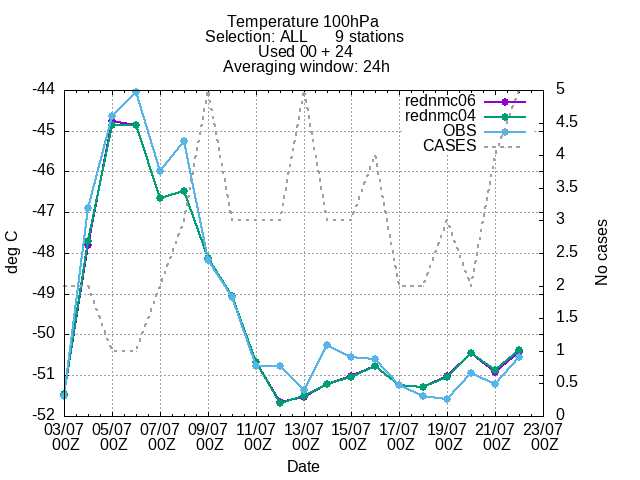 Temperature 100hPa
Selection: ALL 9 stations
Used 00 + 24
Averaging window: 24h
rednmc06
rednmc04
OBS
CASES
-44
-45
-46
-47
-48
-49
-50
-51
-52
deg C
5
4.5
4
3.5
3
2.5
2
1.5
1
0.5
0
No cases
03/07 05/07 07/07 09/07 11/07 13/07 15/07 17/07 19/07 21/07 23/07
00Z 00Z 00Z 00Z 00Z 00Z 00Z 00Z 00Z 00Z 00Z
Date